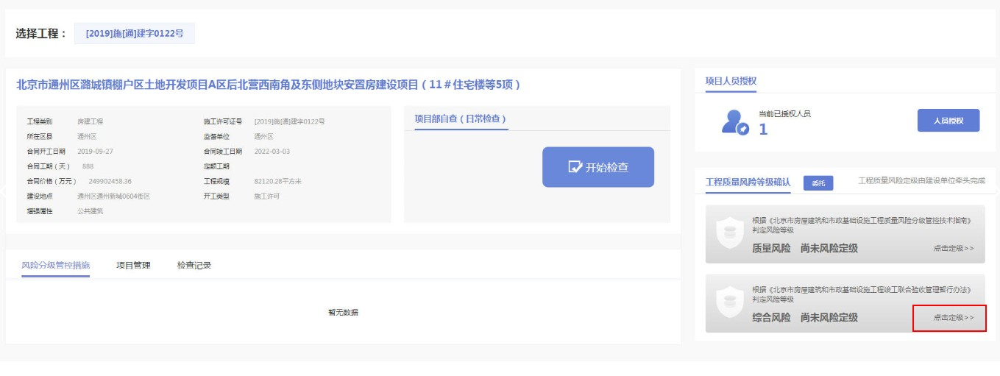 选择工程： [2019]施[通]建字0122号
北京市通州区潞城镇棚户区土地开发项目A区后北营西南角及东侧地块安置房建设项目（11＃住宅楼等5项）
工程类别 房建工程 施工许可证号 [2019]施[通]建字0122号
所在区县 通州区 监督单位 通州区
合同开工日期 2019-09-27 合同竣工日期 2022-03-03
合同工期（天） 888 定额工期
合同价格（万元） 249902458.36 工程规模 82120.28平方米
建设地点 通州区通州新城0604街区 开工类型 施工许可
增强属性 公共建筑
项目部自查（日常检查）
开始检查
风险分级管控措施 项目管理 检查记录
暂无数据
项目人员授权
当前已授权人员
1
人员授权
工程质量风险等级确认 委托 工程质量风险定级由建设单位牵头完成
根据《北京市房屋建筑和市政基础设施工程质量风险分级管控技术指南》
判定风险等级
质量风险 尚未风险定级 点击定级>>
根据《北京市房屋建筑和市政基础设施工程竣工联合验收管理暂行办法》
判定风险等级
综合风险 尚未风险定级 点击定级>>